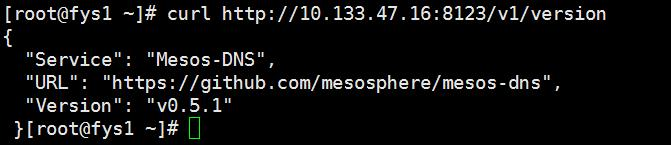 [root@fys1 ~]# curl http://10.133.47.16:8123/v1/version
{
  "Service": "Mesos-DNS",
  "URL": "https://github.com/mesosphere/mesos-dns",
  "Version": "v0.5.1"
 }[root@fys1 ~]#